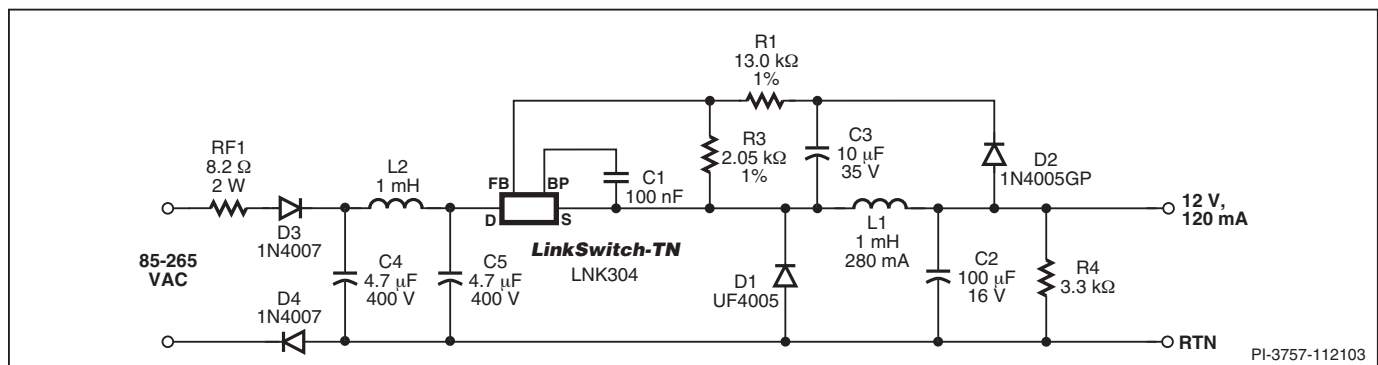 RF1
8.2 Ω
2 W
D3
1N4007
L2
1 mH
85-265
VAC
C4
4.7 µF
400 V
C5
4.7 µF
400 V
D4
1N4007
FB
BP
D
S
C1
100 nF
LinkSwitch-TN
LNK304
R1
13.0 kΩ
1%
R3
2.05 kΩ
1%
C3
10 µF
35 V
D2
1N4005GP
L1
1 mH
280 mA
D1
UF4005
C2
100 µF
16 V
R4
3.3 kΩ
12 V,
120 mA
RTN
PI-3757-112103